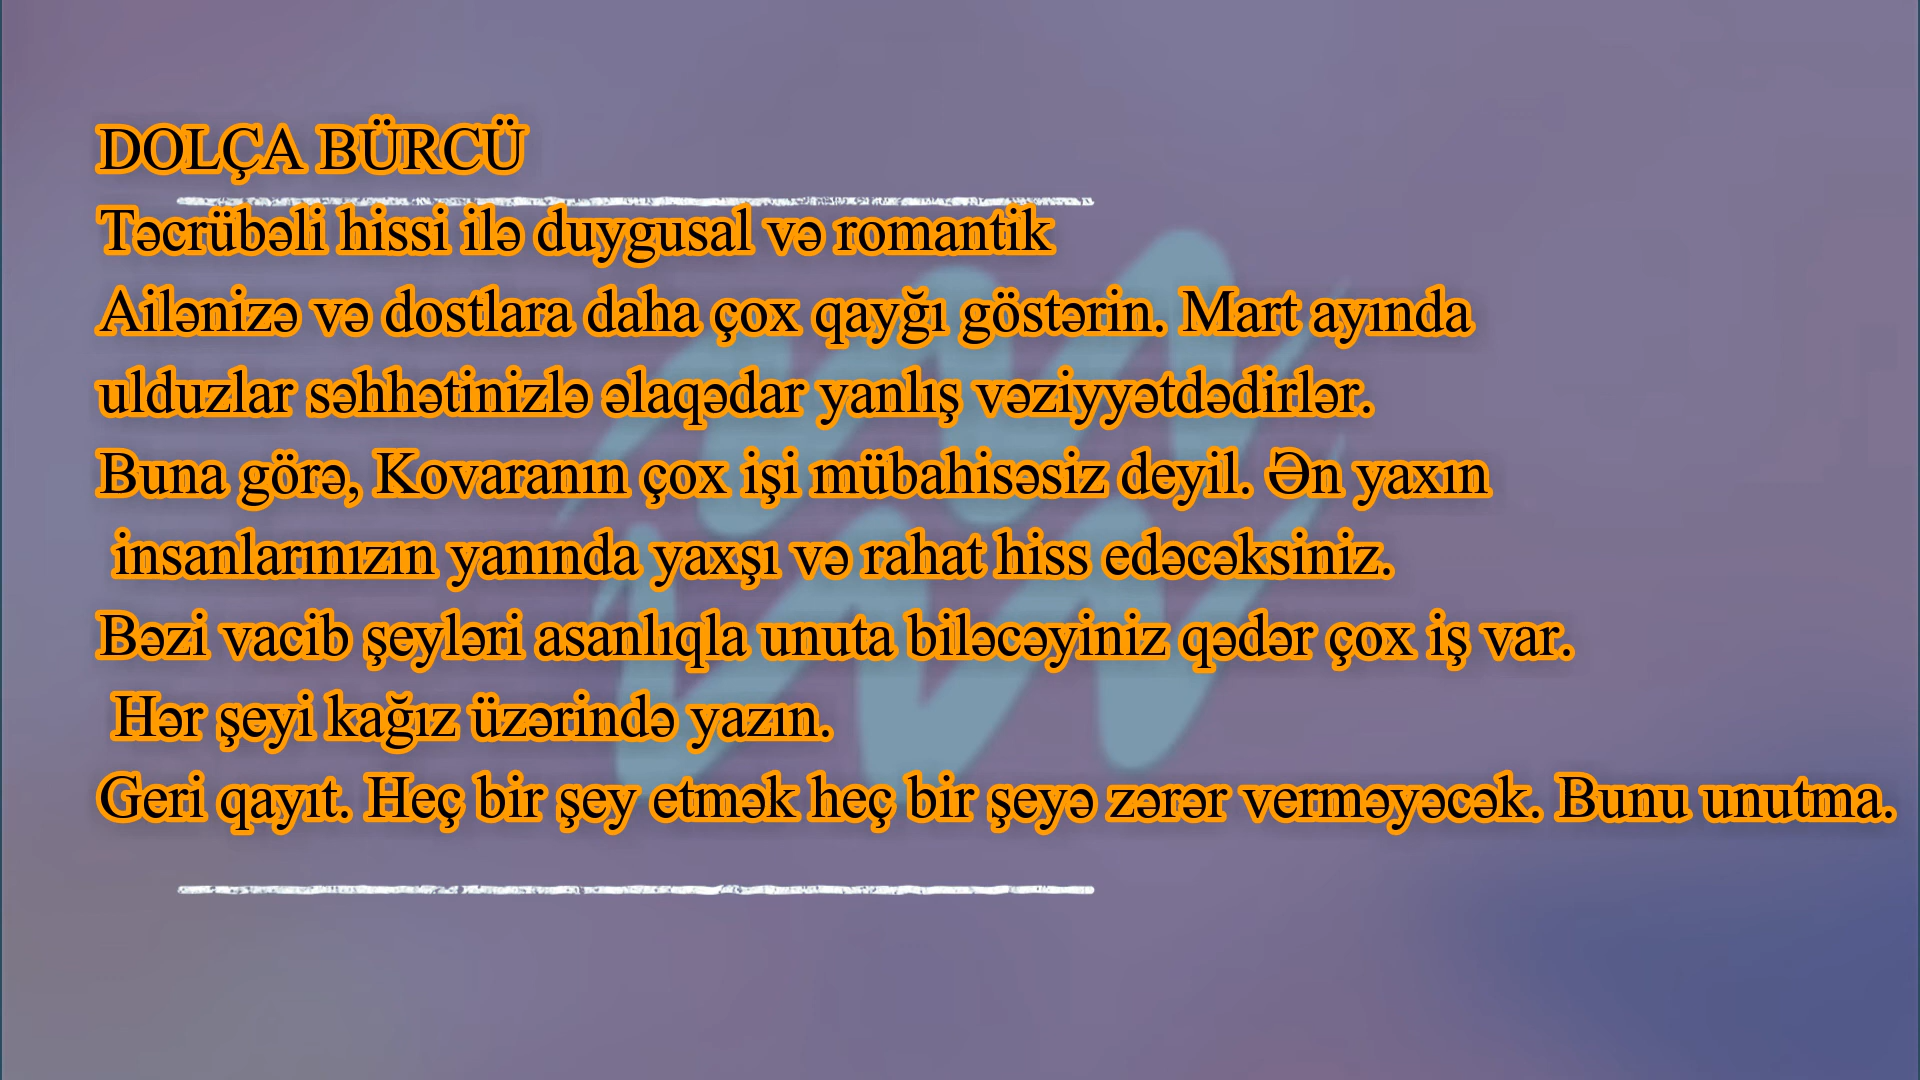 DOLÇA BÜRCÜ
Təcrübəli hissi ilə duygusal və romantik
Ailənizə və dostlara daha çox qayğı göstərin. Mart ayında
ulduzlar səhhətinizlə əlaqədar yanlış vəziyyətdədirlər.
Buna görə, Kovaranın çox işi mübahisəsiz deyil. Ən yaxın
insanlarınızın yanında yaxşı və rahat hiss edəcəksiniz.
Bəzi vacib şeyləri asanlıqla unuta biləcəyiniz qədər çox iş var.
Hər şeyi kağız üzərində yazın.
Geri qayıt. Heç bir şey etmək heç bir şeyə zərər verməyəcək. Bunu unutma.